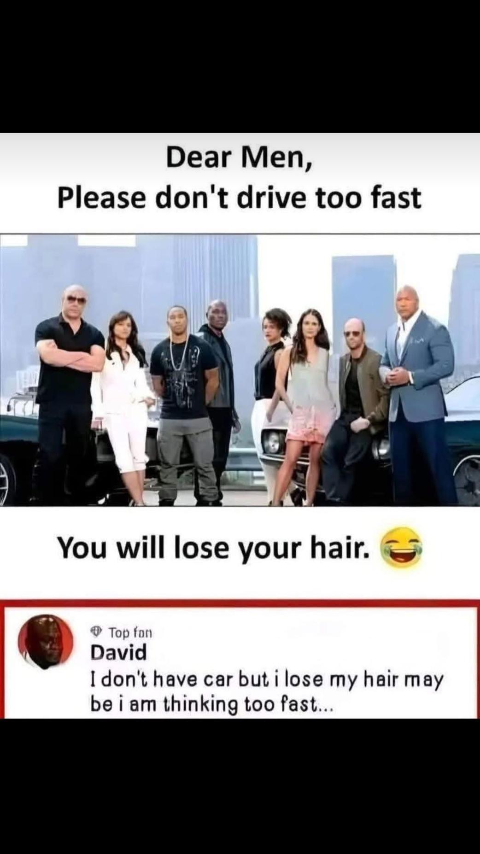 Dear Men,
Please don't drive too fast
You will lose your hair. 😂
Top fan
David
I don't have car but i lose my hair may
be i am thinking too fast...